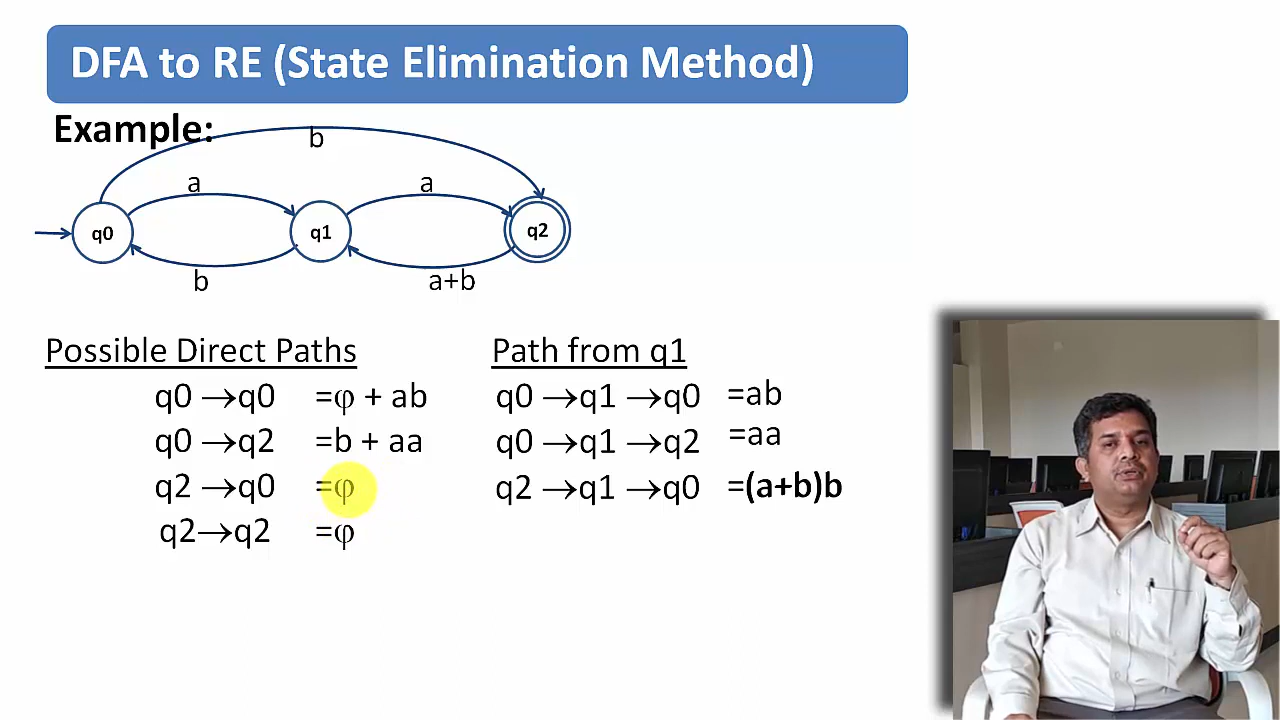 DFA to RE (State Elimination Method)
Example:
b
a
a
q0
q1
q2
b
a+b
Possible Direct Paths
q0 →q0 =φ + ab
q0 →q2 =b + aa
q2 →q0 =φ
q2→q2 =φ
Path from q1
q0 →q1 →q0 =ab
q0 →q1 →q2 =aa
q2 →q1 →q0 =(a+b)b